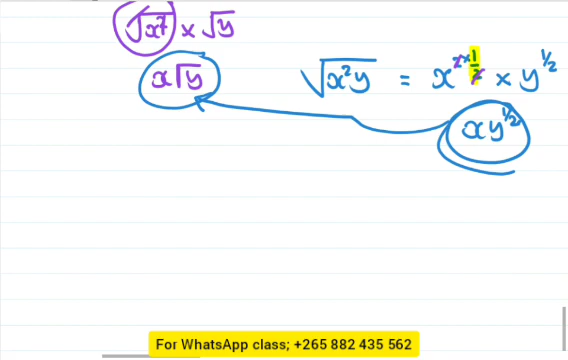 √x² × √y
x√y
√x²y = x^2×1/2 × y^1/2
xy^1/2
For WhatsApp class; +265 882 435 562